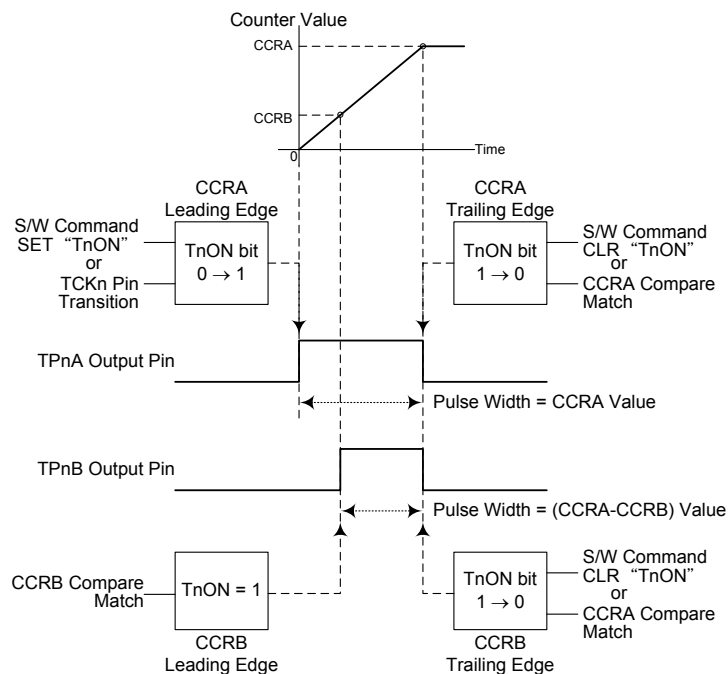 Counter Value
CCRA
CCRB
0
Time
CCRA
Leading Edge
S/W Command
SET “TnON”
or
TCKn Pin
Transition
TnON bit
0 → 1
CCRA
Trailing Edge
TnON bit
1 → 0
S/W Command
CLR “TnON”
or
CCRA Compare
Match
TPnA Output Pin
Pulse Width = CCRA Value
TPnB Output Pin
Pulse Width = (CCRA-CCRB) Value
CCRB Compare
Match
TnON = 1
CCRB
Leading Edge
TnON bit
1 → 0
CCRB
Trailing Edge
S/W Command
CLR “TnON”
or
CCRA Compare
Match